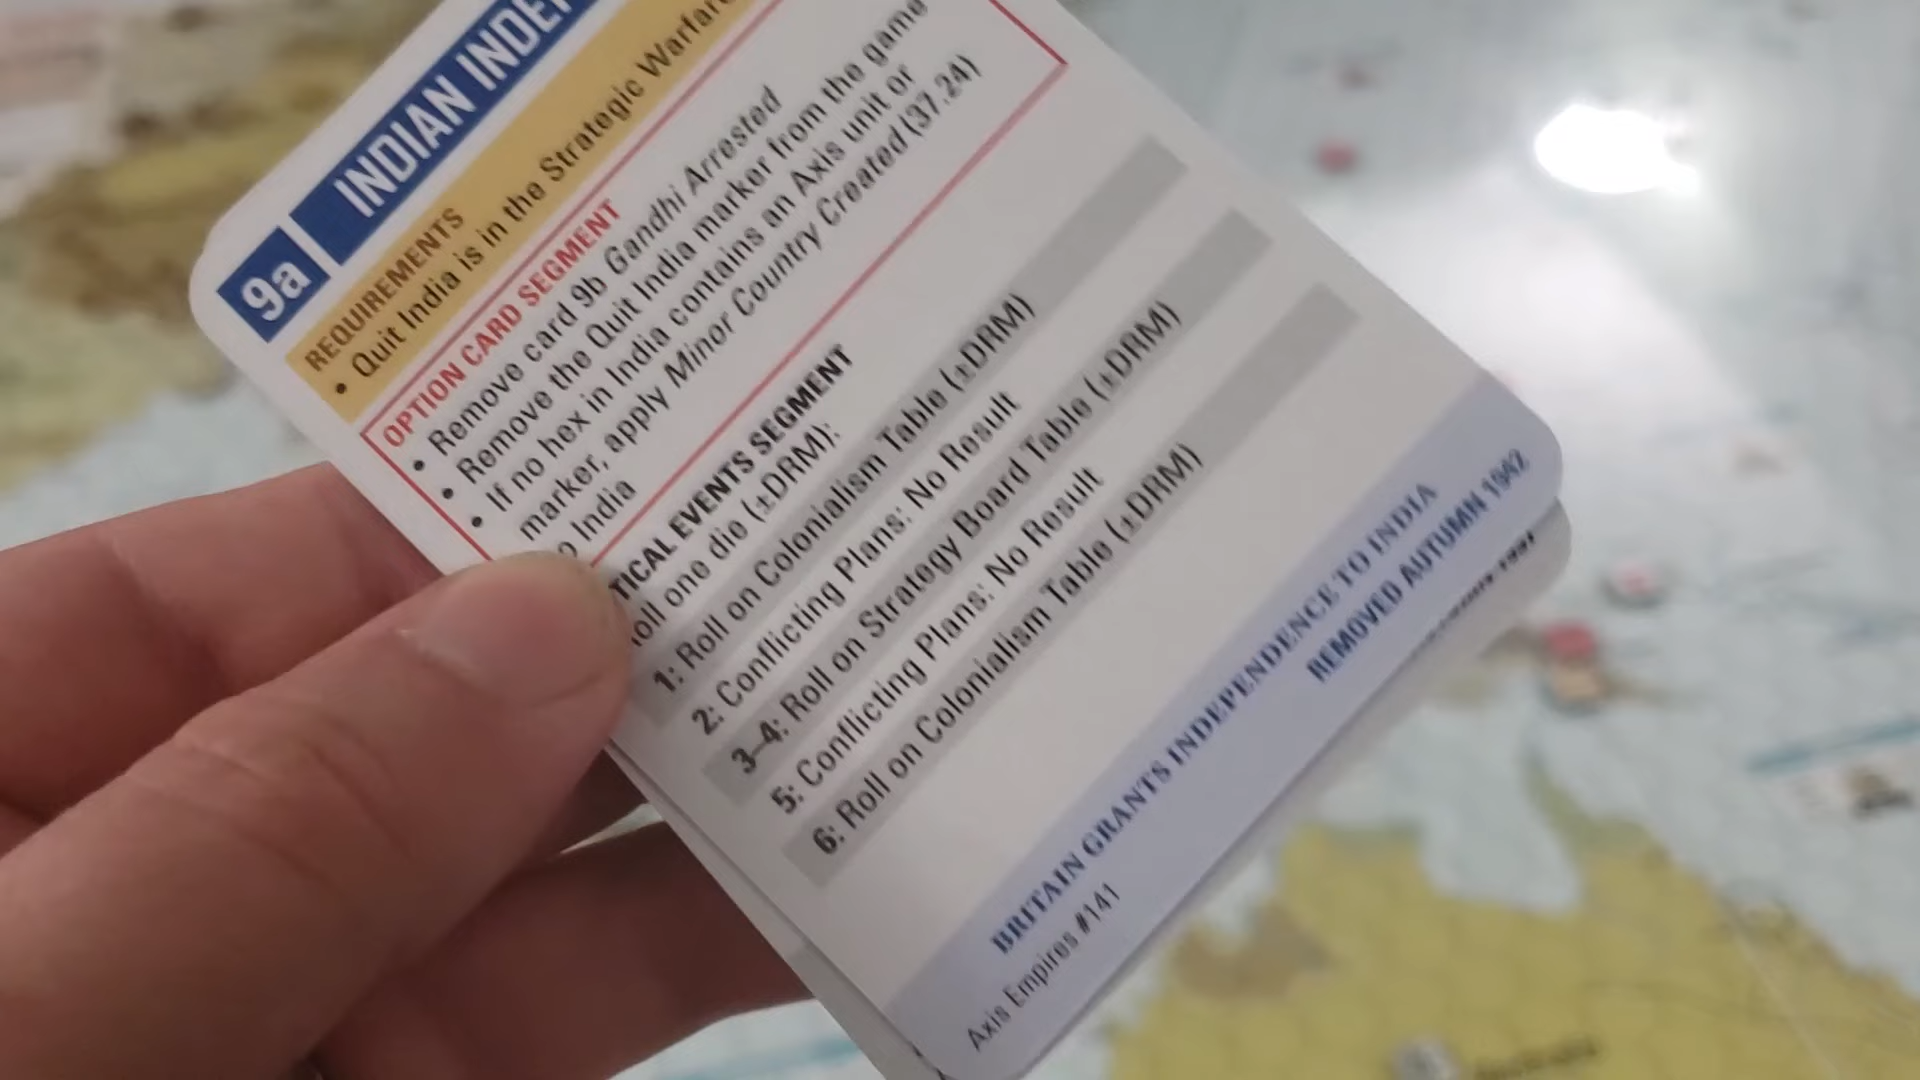 9a INDIAN INDE
REQUIREMENTS
• Quit India is in the Strategic Warfare
OPTION CARD SEGMENT
• Remove card 9b Gandhi Arrested
• Remove the Quit India marker from the game
• If no hex in India contains an Axis unit or
marker, apply Minor Country Created (37.24)
India
TICAL EVENTS SEGMENT
oll one die (±DRM):
1: Roll on Colonialism Table (±DRM)
2: Conflicting Plans: No Result
3–4: Roll on Strategy Board Table (±DRM)
5: Conflicting Plans: No Result
6: Roll on Colonialism Table (±DRM)
BRITAIN GRANTS INDEPENDENCE TO INDIA
REMOVED AUTUMN 1942
Axis Empires #141